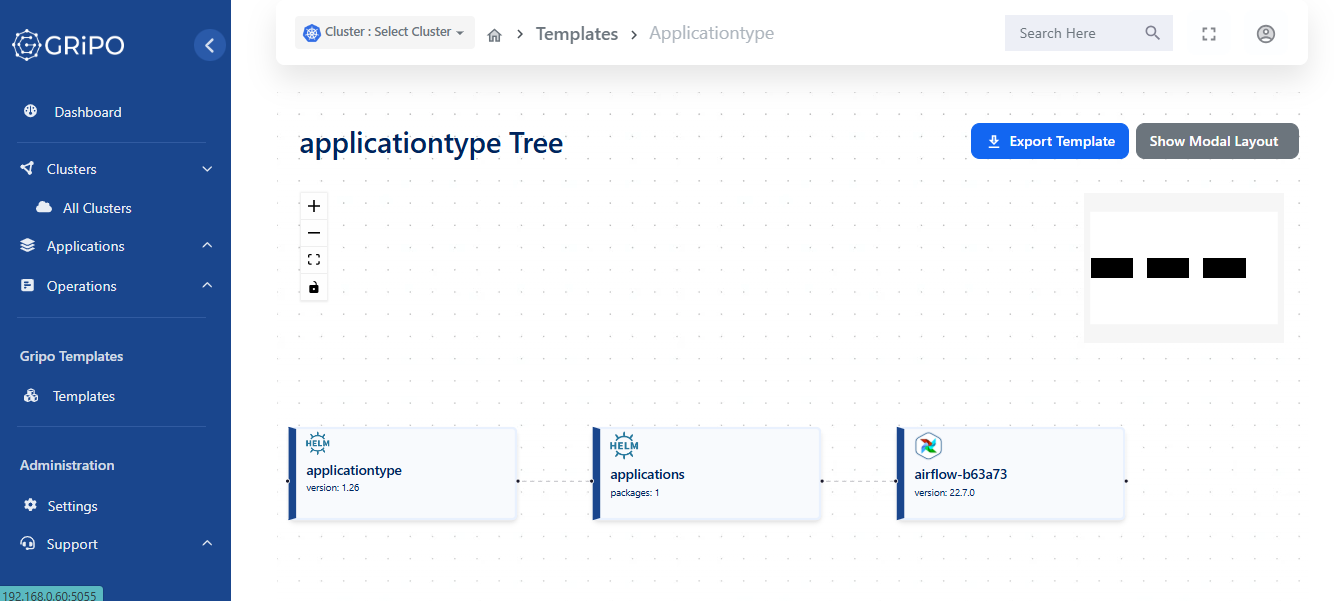 GRiPO
Cluster : Select Cluster
Templates
Applicationtype
Search Here
Dashboard
Clusters
All Clusters
Applications
Operations
Gripo Templates
Templates
Administration
Settings
Support
192.168.0.60:5055
applicationtype Tree
Export Template
Show Modal Layout
HELM
applicationtype
version: 1.26
HELM
applications
packages: 1
airflow-b63a73
version: 22.7.0